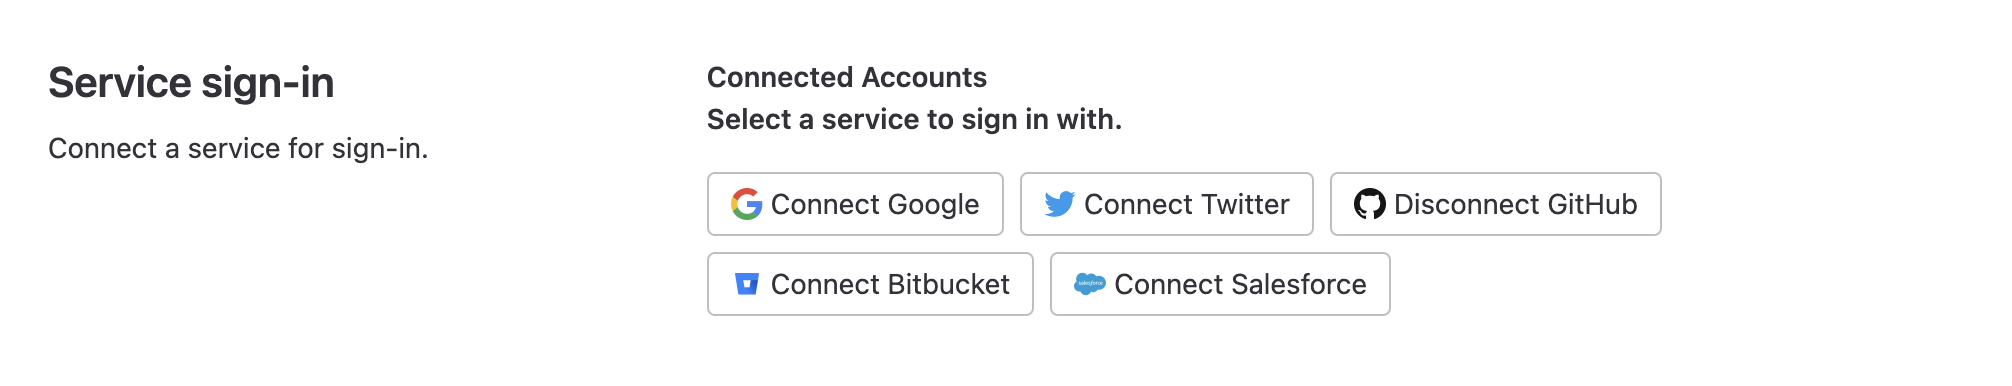 Service sign-in
Connect a service for sign-in.
Connected Accounts
Select a service to sign in with.
Connect Google
Connect Twitter
Disconnect GitHub
Connect Bitbucket
salesforce
Connect Salesforce